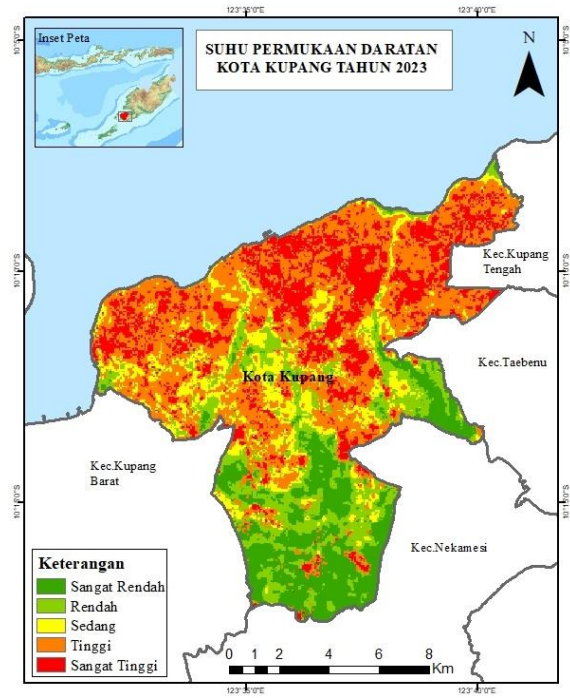 123°35'0"E
123°40'0"E
Inset Peta
SUHU PERMUKAAN DARATAN
KOTA KUPANG TAHUN 2023
N
Kec.Kupang
Tengah
Kec.Taebenu
Kota Kupang
Kec.Kupang
Barat
Kec.Nekamesi
Keterangan
Sangat Rendah
Rendah
Sedang
Tinggi
Sangat Tinggi
0 1 2 4 6 8
Km
123°35'0"E
123°40'0"E